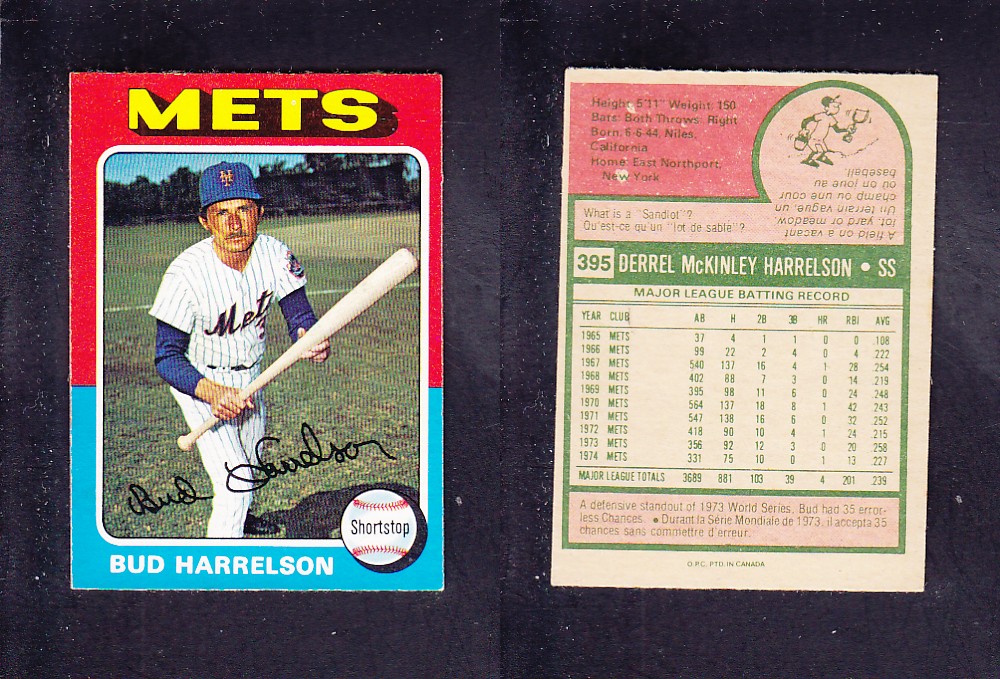 METS
NY
Mets
3
Bud Harrelson
Shortstop
BUD HARRELSON
Height: 5'11" Weight: 150
Bats: Both Throws: Right
Born: 6-6-44, Niles,
California
Home: East Northport,
New York
What is a "Sandlot"?
Qu'est-ce qu'un "lot de sable"?
A field on a vacant
lot, yard or meadow.
Un terrain vague, un
champ ou une cour
où on joue au
baseball.
395 DERREL McKINLEY HARRELSON • SS
MAJOR LEAGUE BATTING RECORD
YEAR CLUB AB H 2B 3B HR RBI AVG
1965 METS 37 4 1 1 0 0 .108
1966 METS 99 22 2 4 0 4 .222
1967 METS 540 137 16 4 1 28 .254
1968 METS 402 88 7 3 0 14 .219
1969 METS 395 98 11 6 0 24 .248
1970 METS 564 137 18 8 1 42 .243
1971 METS 547 138 16 6 0 32 .252
1972 METS 418 90 10 4 1 24 .215
1973 METS 356 92 12 3 0 20 .258
1974 METS 331 75 10 0 1 13 .227
MAJOR LEAGUE TOTALS 3689 881 103 39 4 201 .239
A defensive standout of 1973 World Series, Bud had 35 error-
less Chances. • Durant la Série Mondiale de 1973, il accepta 35
chances sans commettre d'erreur.
O.P.C. PTD. IN CANADA